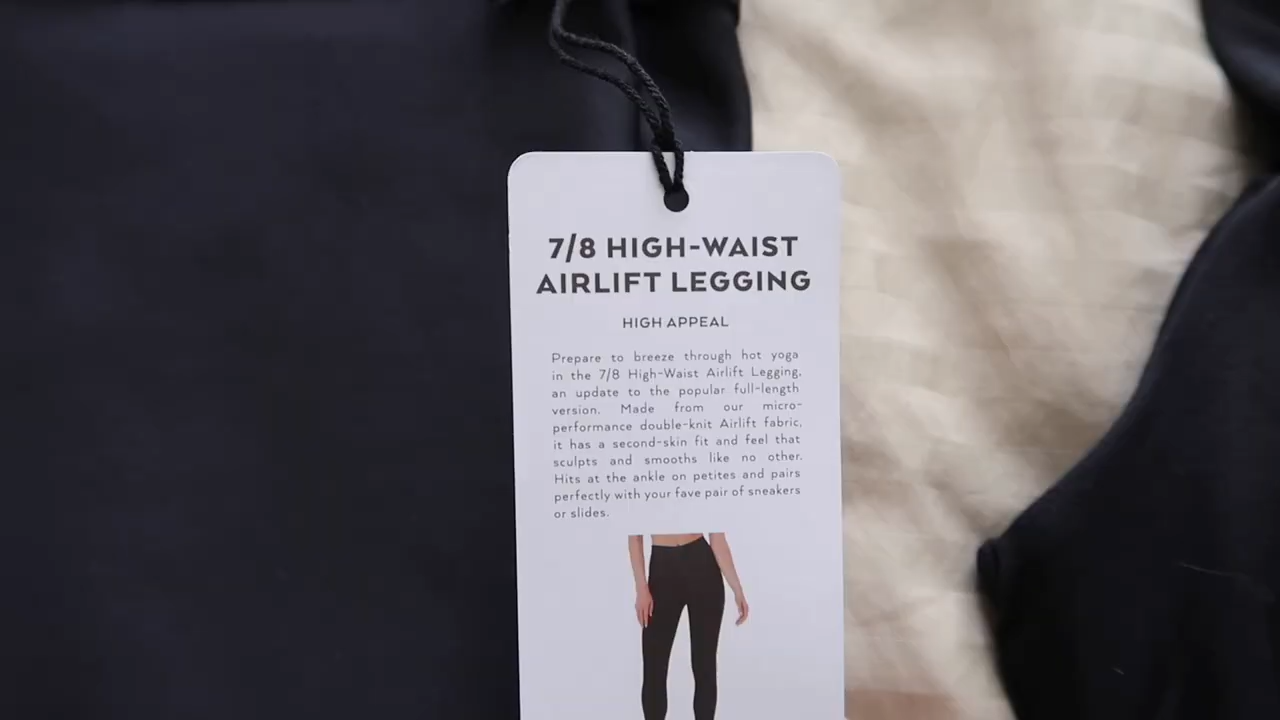 7/8 HIGH-WAIST
AIRLIFT LEGGING
HIGH APPEAL
Prepare to breeze through hot yoga
in the 7/8 High-Waist Airlift Legging,
an update to the popular full-length
version. Made from our micro-
performance double-knit Airlift fabric,
it has a second-skin fit and feel that
sculpts and smooths like no other.
Hits at the ankle on petites and pairs
perfectly with your fave pair of sneakers
or slides.